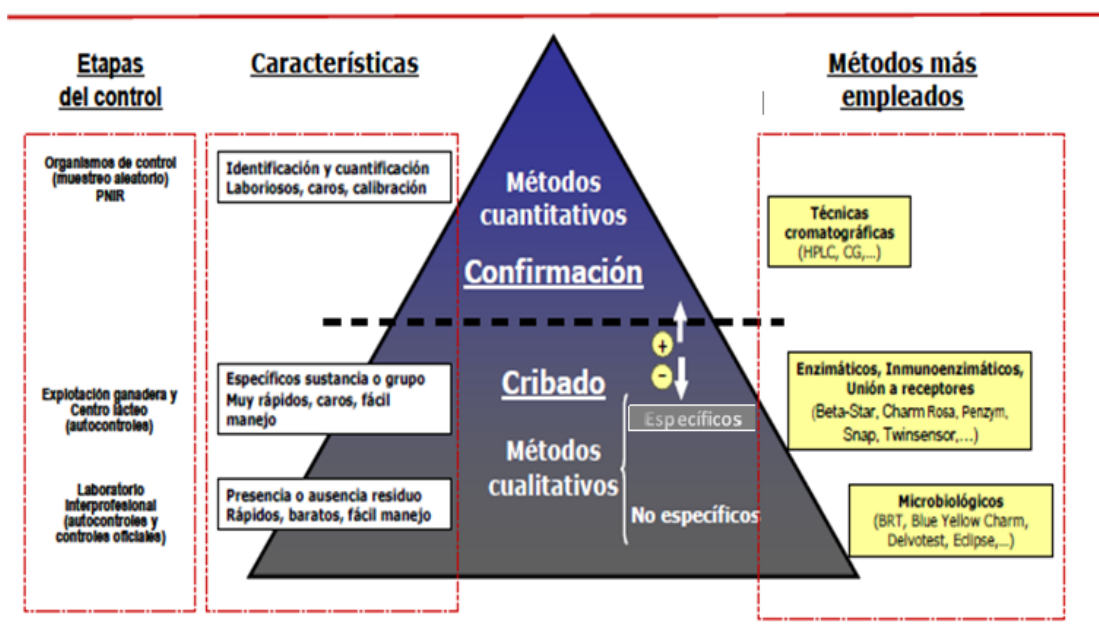 Etapas
del control
Características
Métodos más
empleados
Organismos de control
(muestreo aleatorio)
PNIR
Identificación y cuantificación
Laboriosos, caros, calibración
Métodos
cuantitativos
Confirmación
Técnicas
cromatográficas
(HPLC, CG,...)
+
−
Explotación ganadera y
Centro lácteo
(autocontroles)
Específicos sustancia o grupo
Muy rápidos, caros, fácil
manejo
Cribado
Específicos
Métodos
cualitativos
No específicos
Enzimáticos, Inmunoenzimáticos,
Unión a receptores
(Beta-Star, Charm Rosa, Penzym,
Snap, Twinsensor,...)
Laboratorio
Interprofesional
(autocontroles y
controles oficiales)
Presencia o ausencia residuo
Rápidos, baratos, fácil manejo
Microbiológicos
(BRT, Blue Yellow Charm,
Delvotest, Eclipse,...)